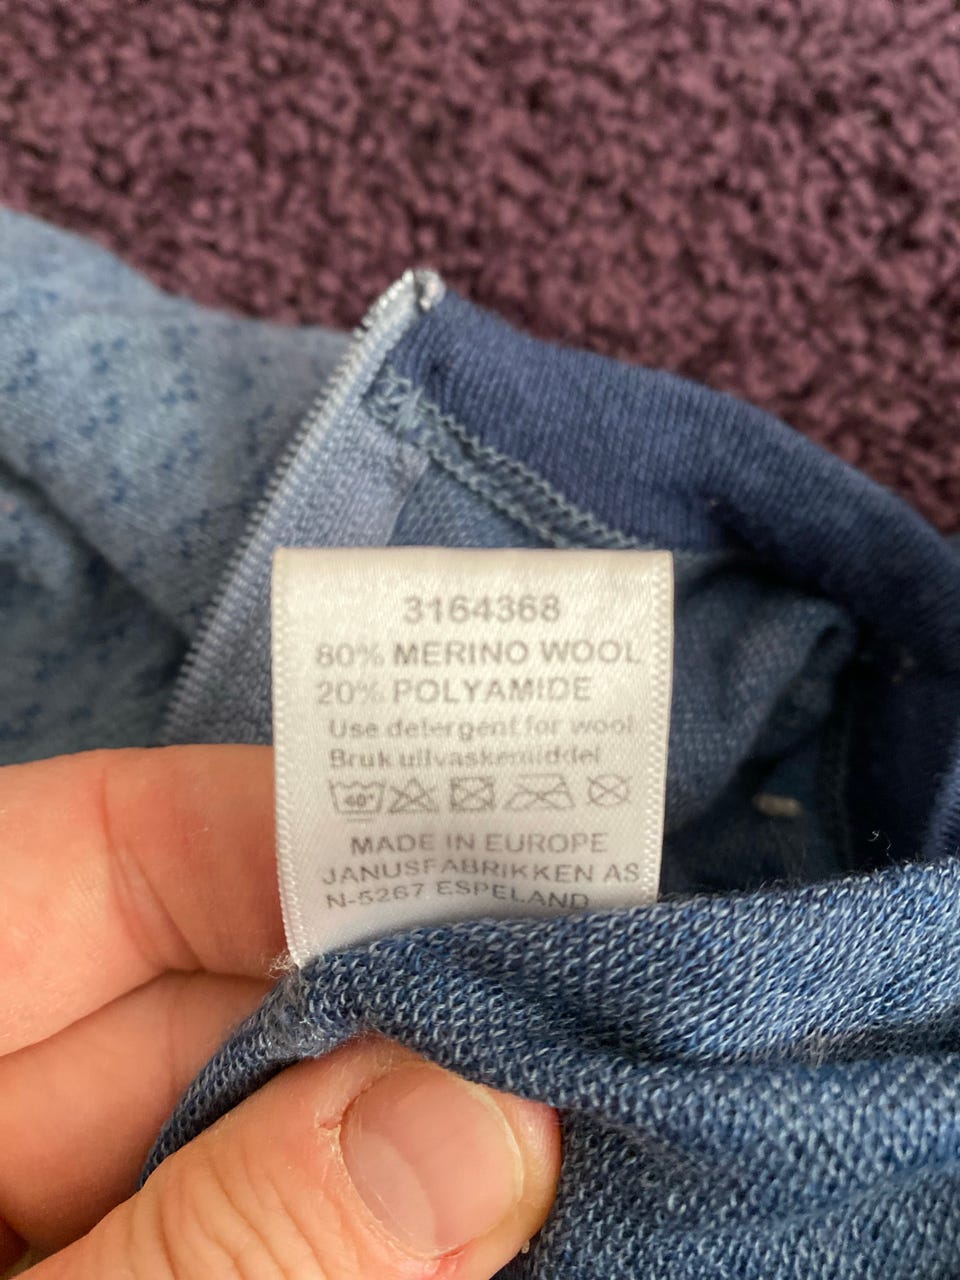 3164368
80% MERINO WOOL
20% POLYAMIDE
Use detergent for wool
Bruk ullvaskemiddel
40°
MADE IN EUROPE
JANUSFABRIKKEN AS
N-5267 ESPELAND